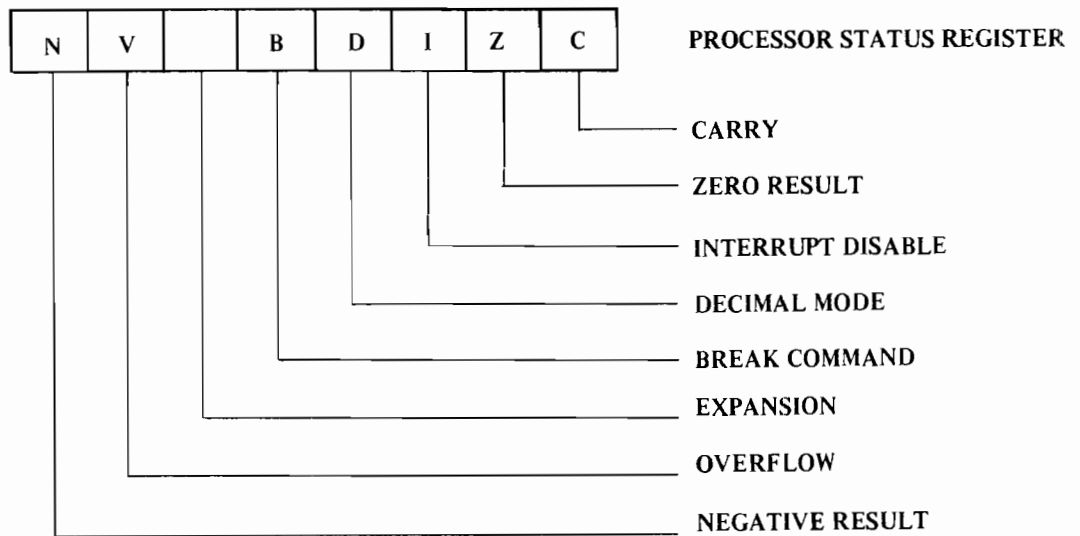 N V B D I Z C PROCESSOR STATUS REGISTER
CARRY
ZERO RESULT
INTERRUPT DISABLE
DECIMAL MODE
BREAK COMMAND
EXPANSION
OVERFLOW
NEGATIVE RESULT